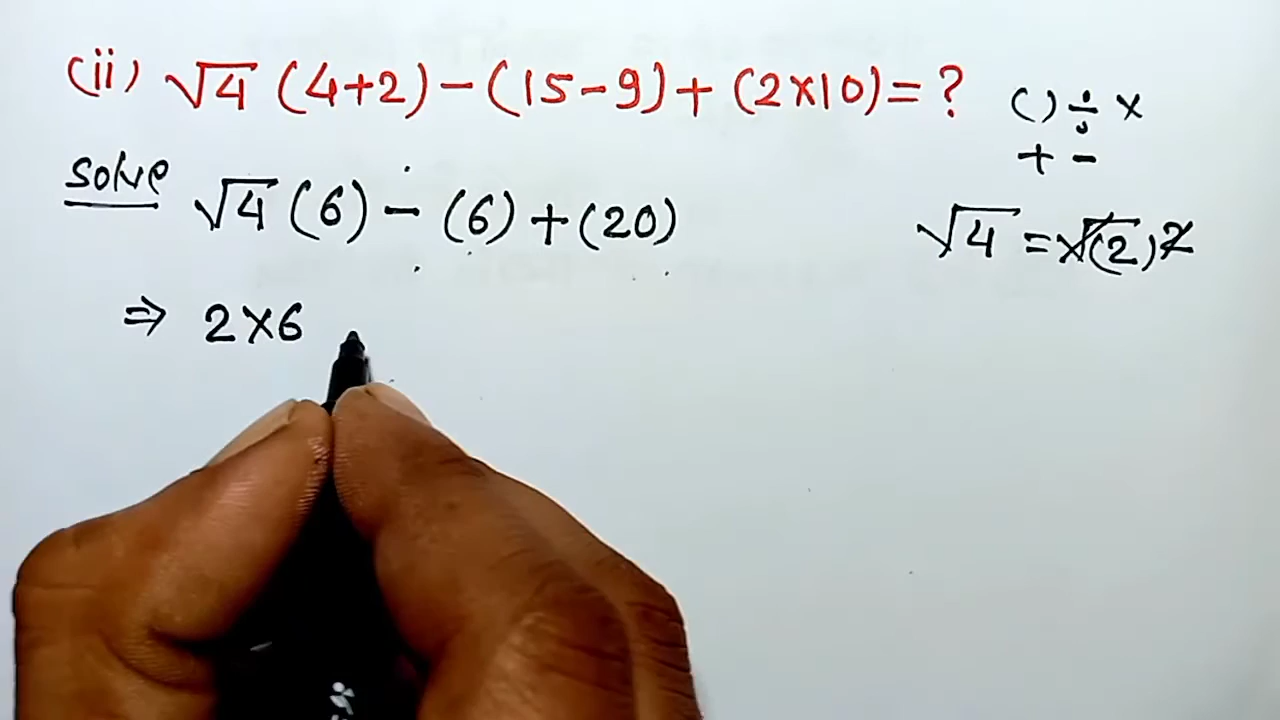 (ii) √4 (4+2) - (15-9) + (2×10) = ?
() ÷ ×
+ -
Solve √4 (6) - (6) + (20)
√4 = √(2)2
⇒ 2×6